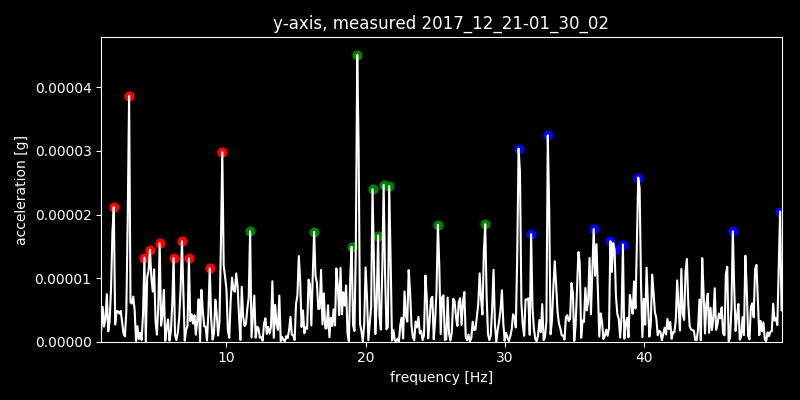 y-axis, measured 2017_12_21-01_30_02
0.00004
0.00003
0.00002
0.00001
0.00000
acceleration [g]
10 20 30 40
frequency [Hz]